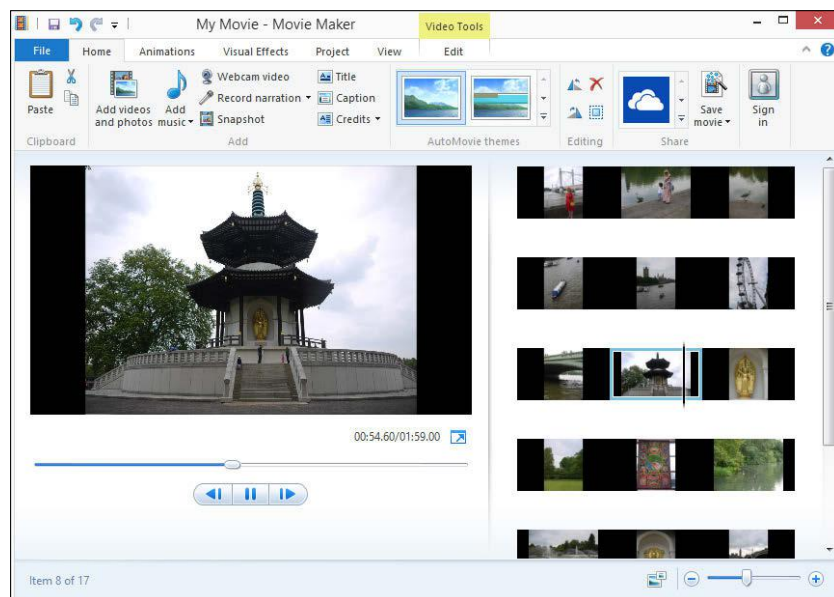 My Movie - Movie Maker
Video Tools
File Home Animations Visual Effects Project View Edit
Paste
Add videos
and photos
Add
music
Webcam video
Record narration
Snapshot
Title
Caption
Credits
Save
movie
Sign
in
Clipboard Add AutoMovie themes Editing Share
00:54.60/01:59.00
Item 8 of 17